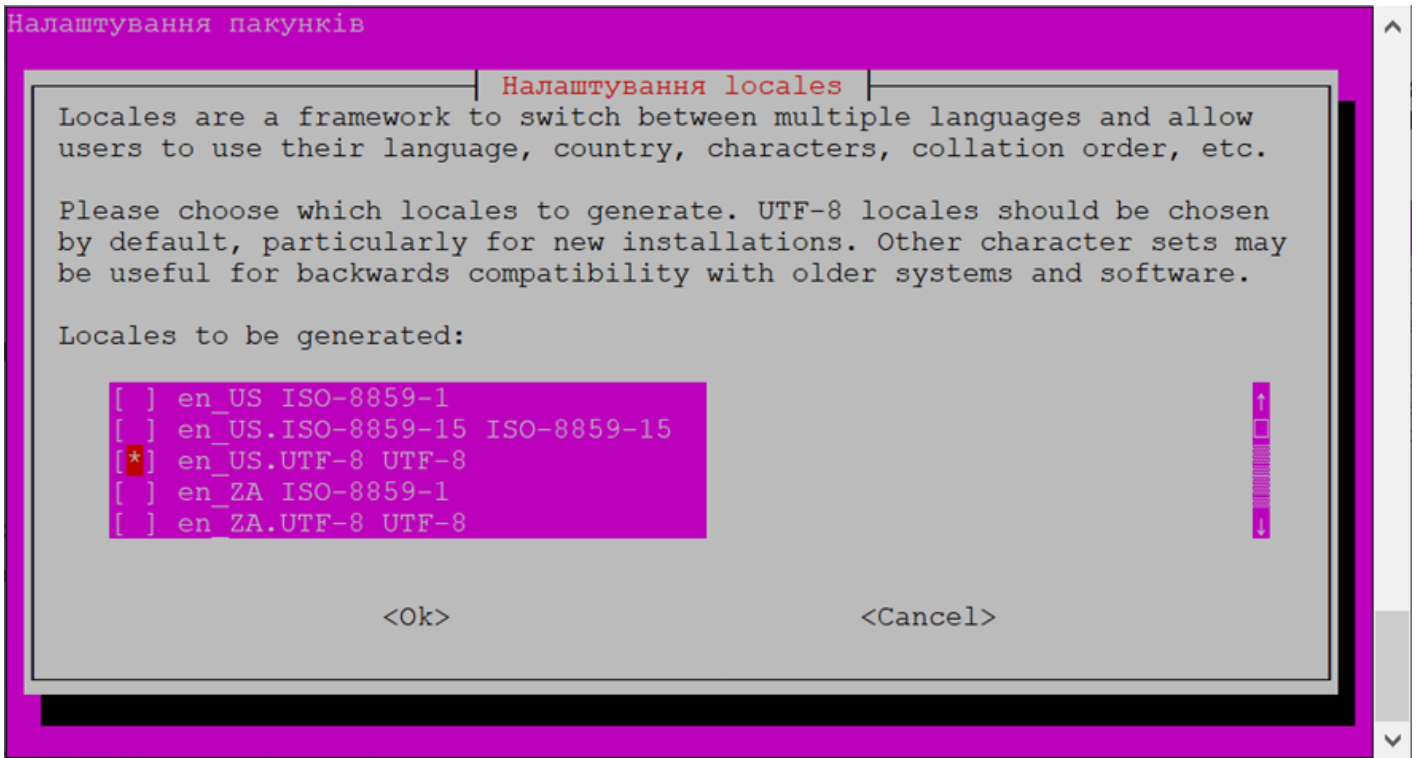 Налаштування пакунків
Налаштування locales
Locales are a framework to switch between multiple languages and allow
users to use their language, country, characters, collation order, etc.
Please choose which locales to generate. UTF-8 locales should be chosen
by default, particularly for new installations. Other character sets may
be useful for backwards compatibility with older systems and software.
Locales to be generated:
[ ] en_US ISO-8859-1
[ ] en_US.ISO-8859-15 ISO-8859-15
[*] en_US.UTF-8 UTF-8
[ ] en_ZA ISO-8859-1
[ ] en_ZA.UTF-8 UTF-8
<Ok> <Cancel>